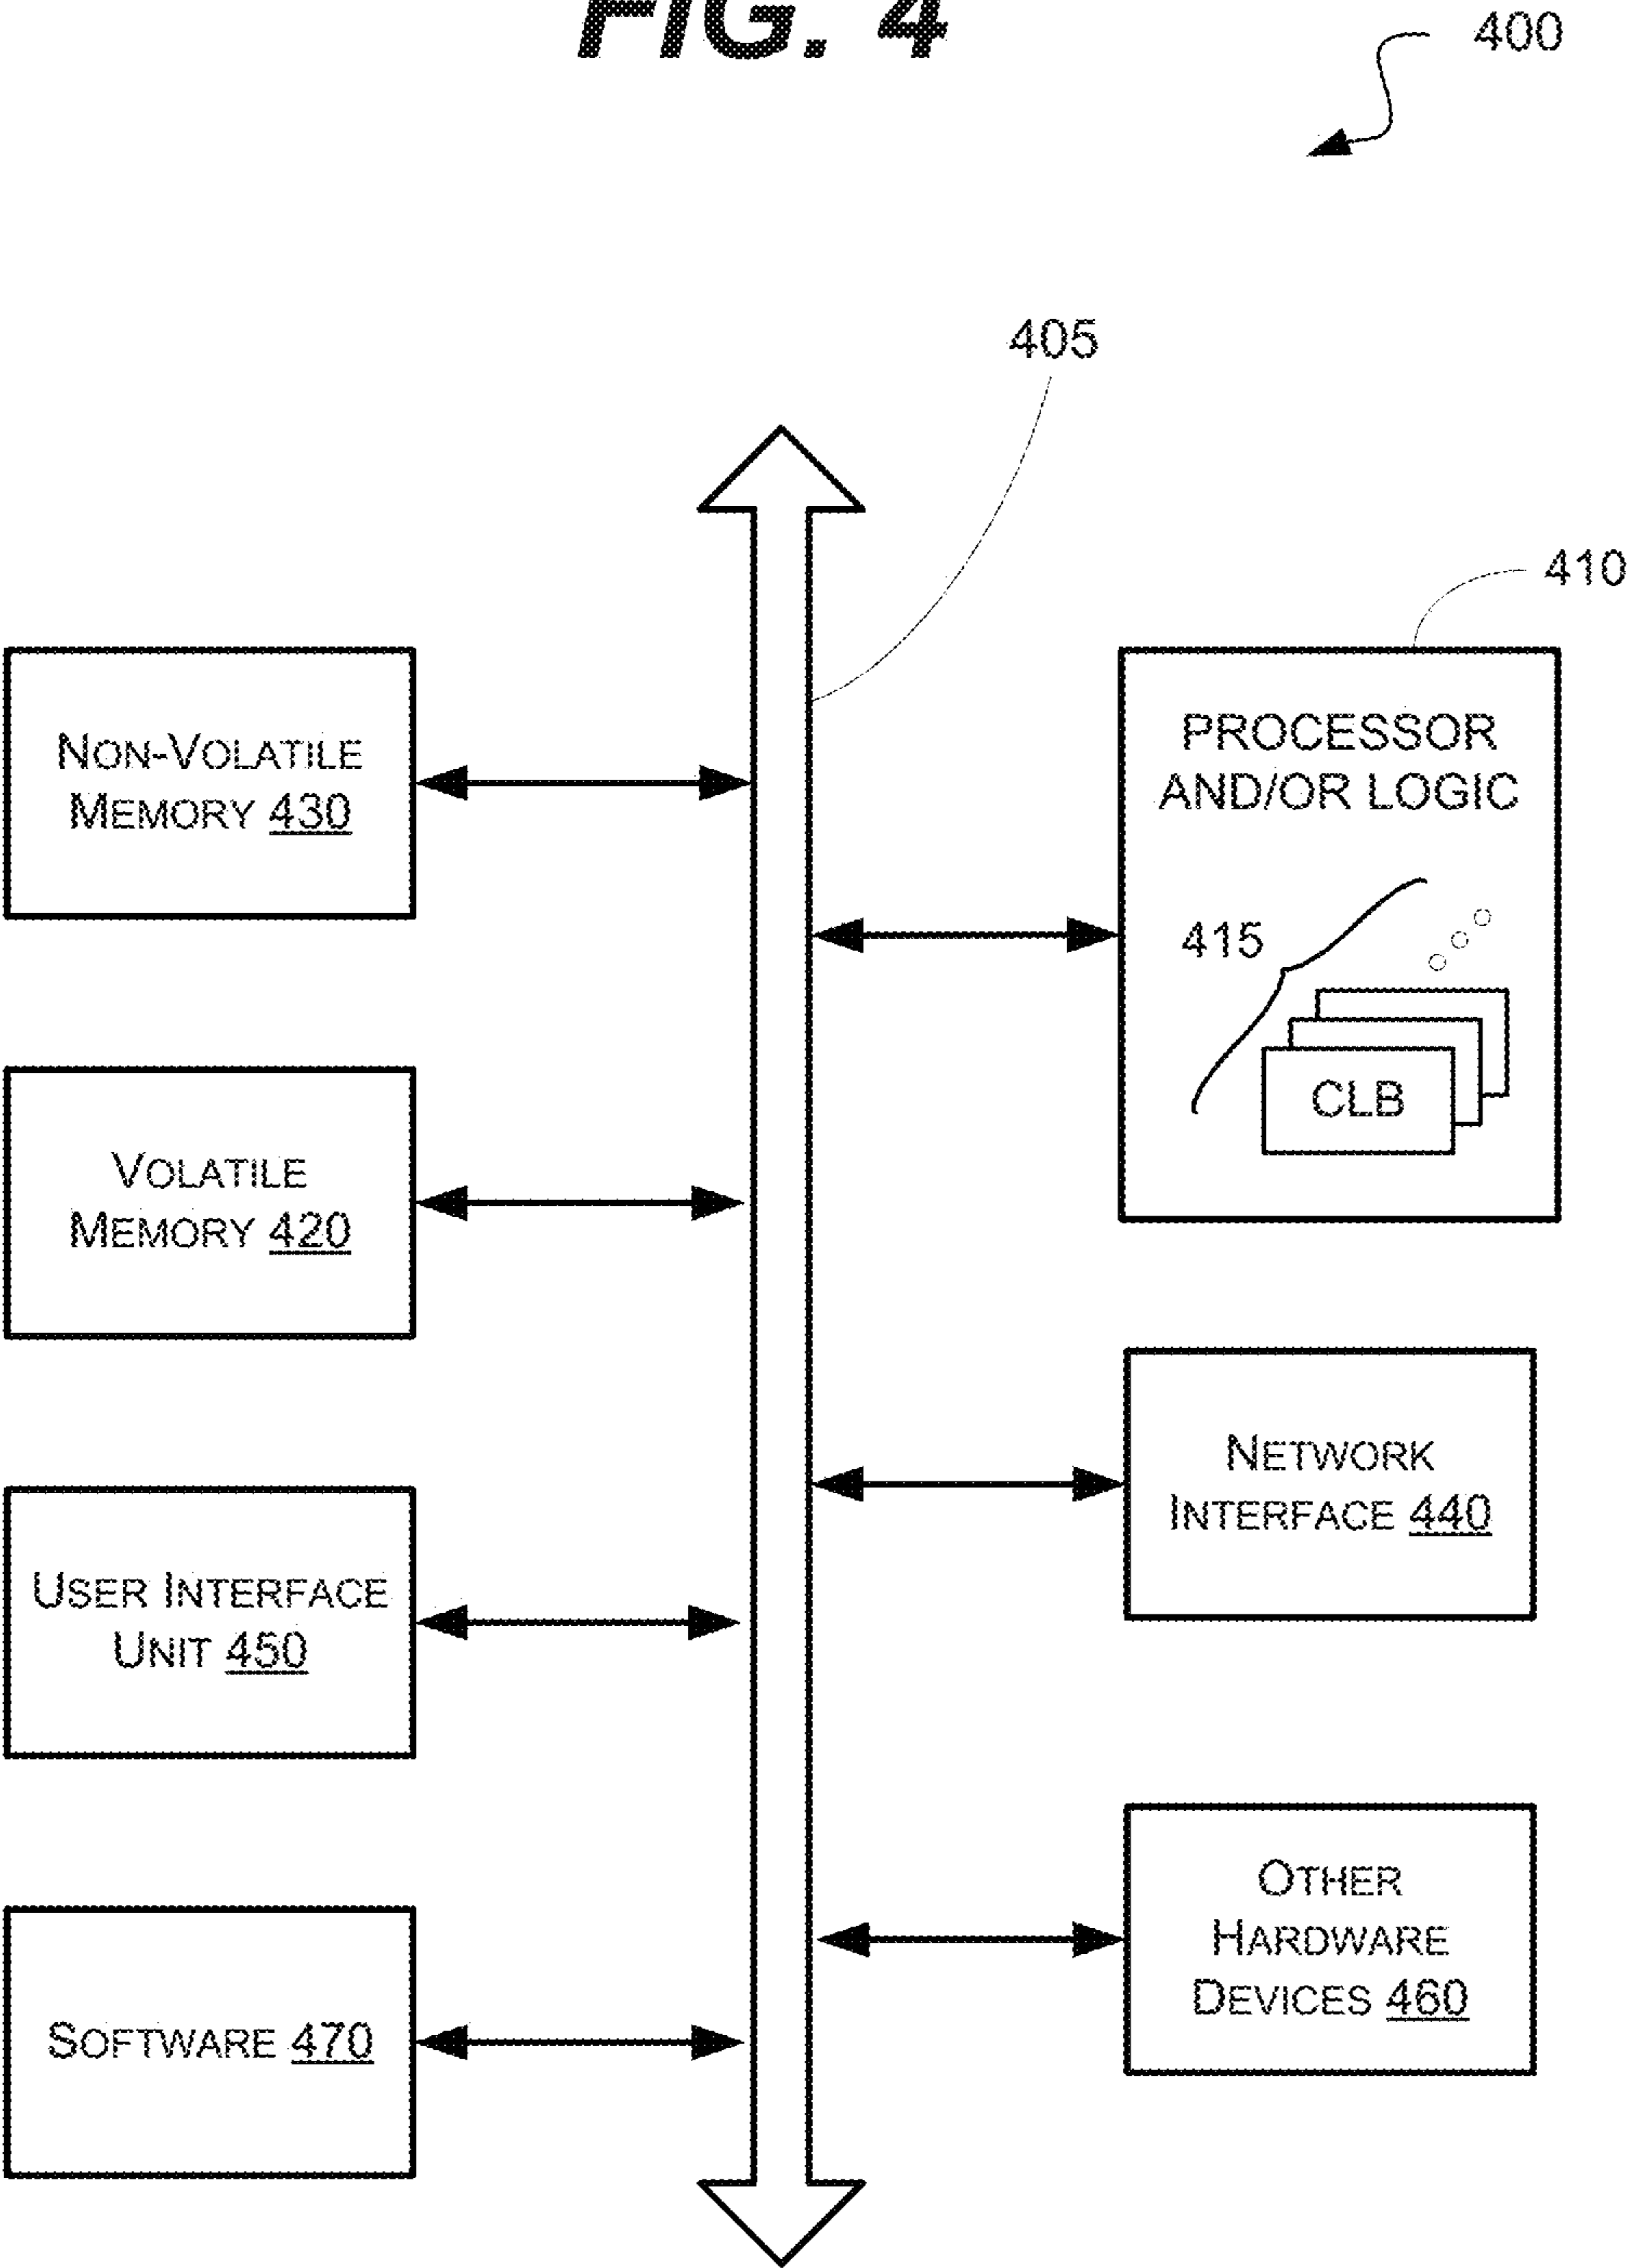 FIG. 4
400
405
410
NON-VOLATILE
MEMORY 430
PROCESSOR
AND/OR LOGIC
415
CLB
VOLATILE
MEMORY 420
NETWORK
INTERFACE 440
USER INTERFACE
UNIT 450
OTHER
HARDWARE
DEVICES 460
SOFTWARE 470